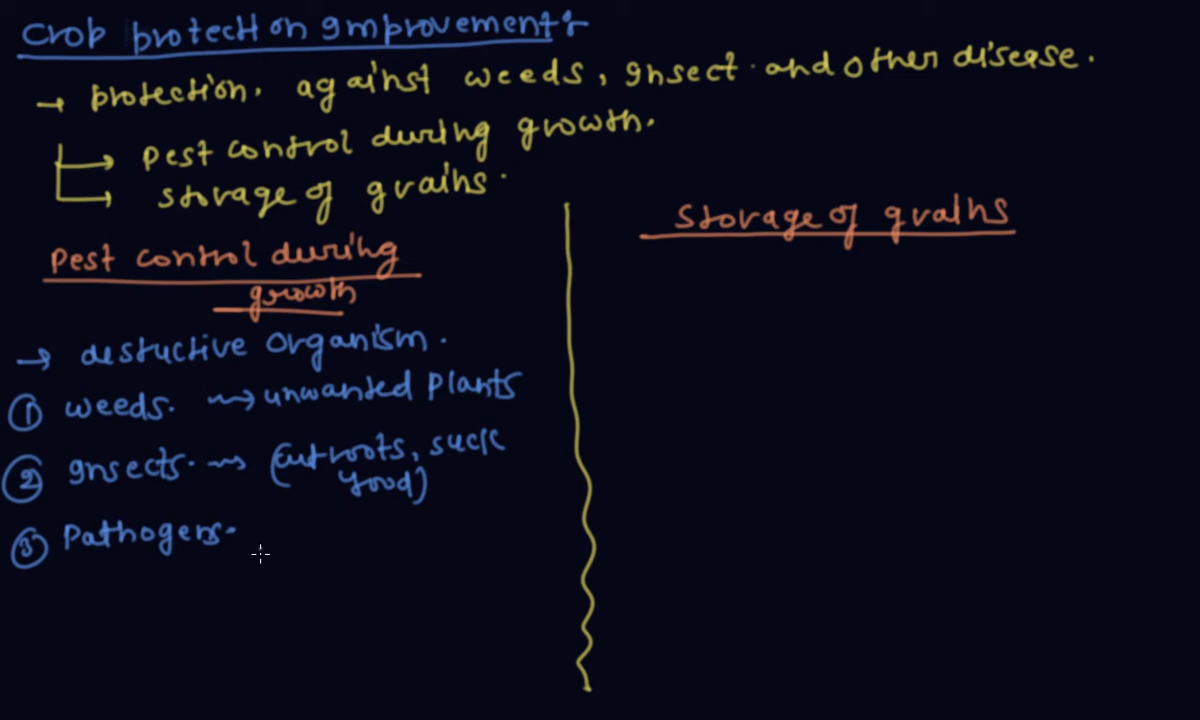 Crop protection improvements
→ protection. against weeds, insect. and other disease.
→ Pest control during growth.
→ storage of grains.
Pest control during
growth
→ destuctive organism.
① weeds. → unwanted plants
② insects. → (cut roots, suck
food)
③ Pathogens.
Storage of grains